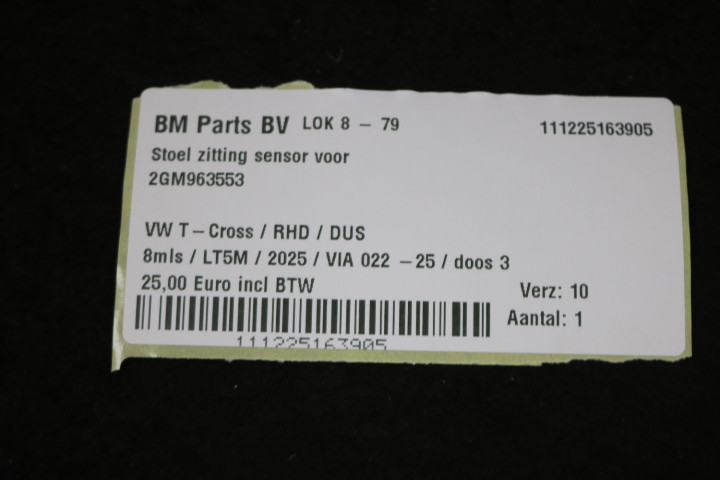 BM Parts BV LOK 8 - 79 111225163905
Stoel zitting sensor voor
2GM963553
VW T-Cross / RHD / DUS
8mls / LT5M / 2025 / VIA 022 -25 / doos 3
25,00 Euro incl BTW
Verz: 10
Aantal: 1
111225163905